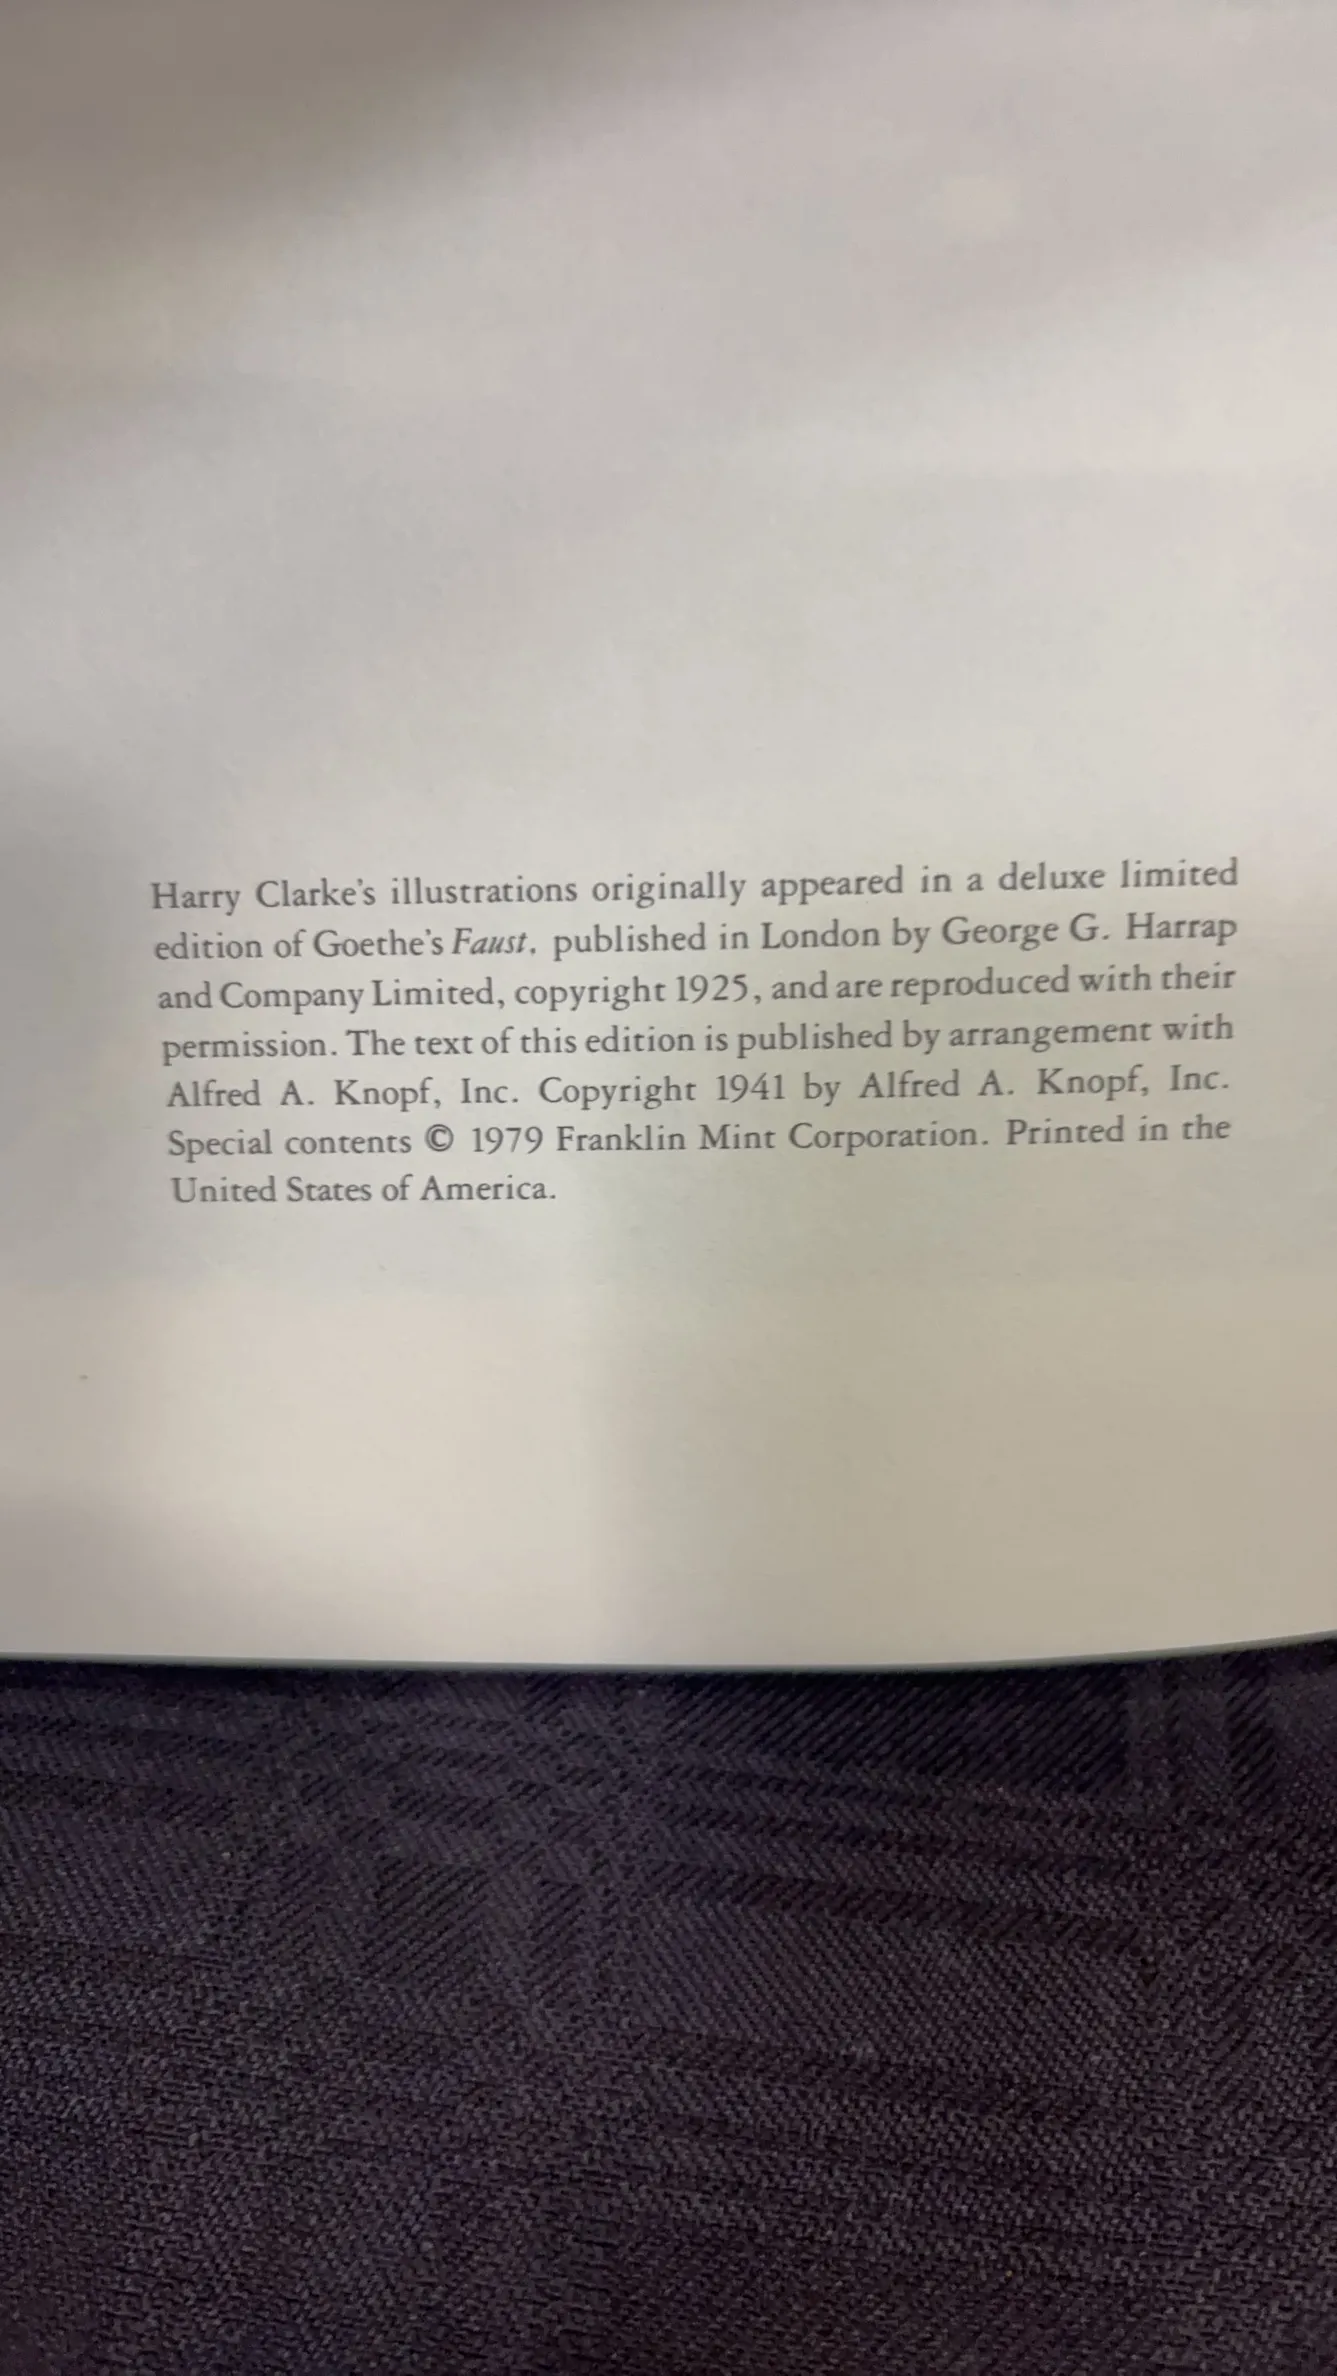 Harry Clarke's illustrations originally appeared in a deluxe limited
edition of Goethe's Faust, published in London by George G. Harrap
and Company Limited, copyright 1925, and are reproduced with their
permission. The text of this edition is published by arrangement with
Alfred A. Knopf, Inc. Copyright 1941 by Alfred A. Knopf, Inc.
Special contents © 1979 Franklin Mint Corporation. Printed in the
United States of America.